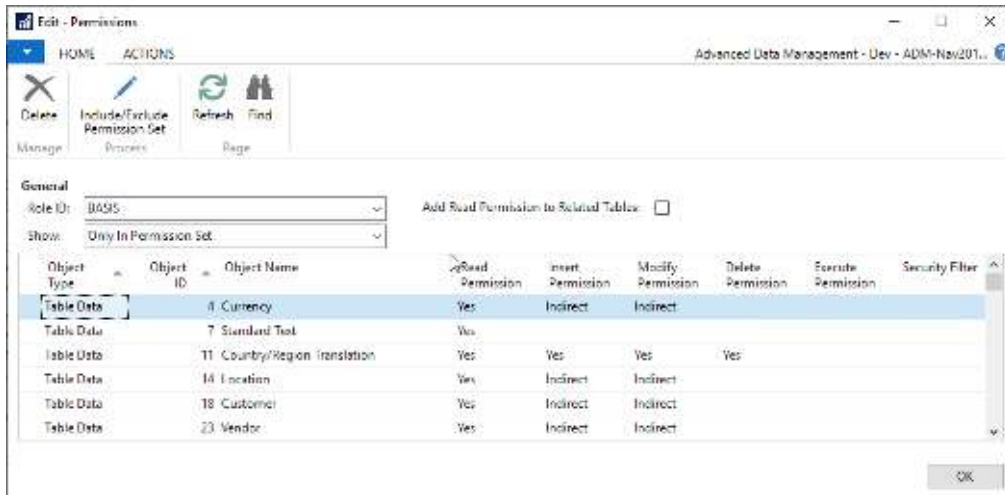 Edit - Permissions
HOME ACTIONS
Advanced Data Management - Dev - ADM-Nav201...
Delete
Include/Exclude Permission Set
Refresh
Find
Manage
Process
Page
General
Role ID: BASIS
Add Read Permission to Related Tables:
Show: Only In Permission Set
Object Type Object ID Object Name Read Permission Insert Permission Modify Permission Delete Permission Execute Permission Security Filter
Table Data 4 Currency Yes Indirect Indirect
Table Data 7 Standard Text Yes
Table Data 11 Country/Region Translation Yes Yes Yes Yes
Table Data 14 Location Yes Indirect Indirect
Table Data 18 Customer Yes Indirect Indirect
Table Data 23 Vendor Yes Indirect Indirect
OK